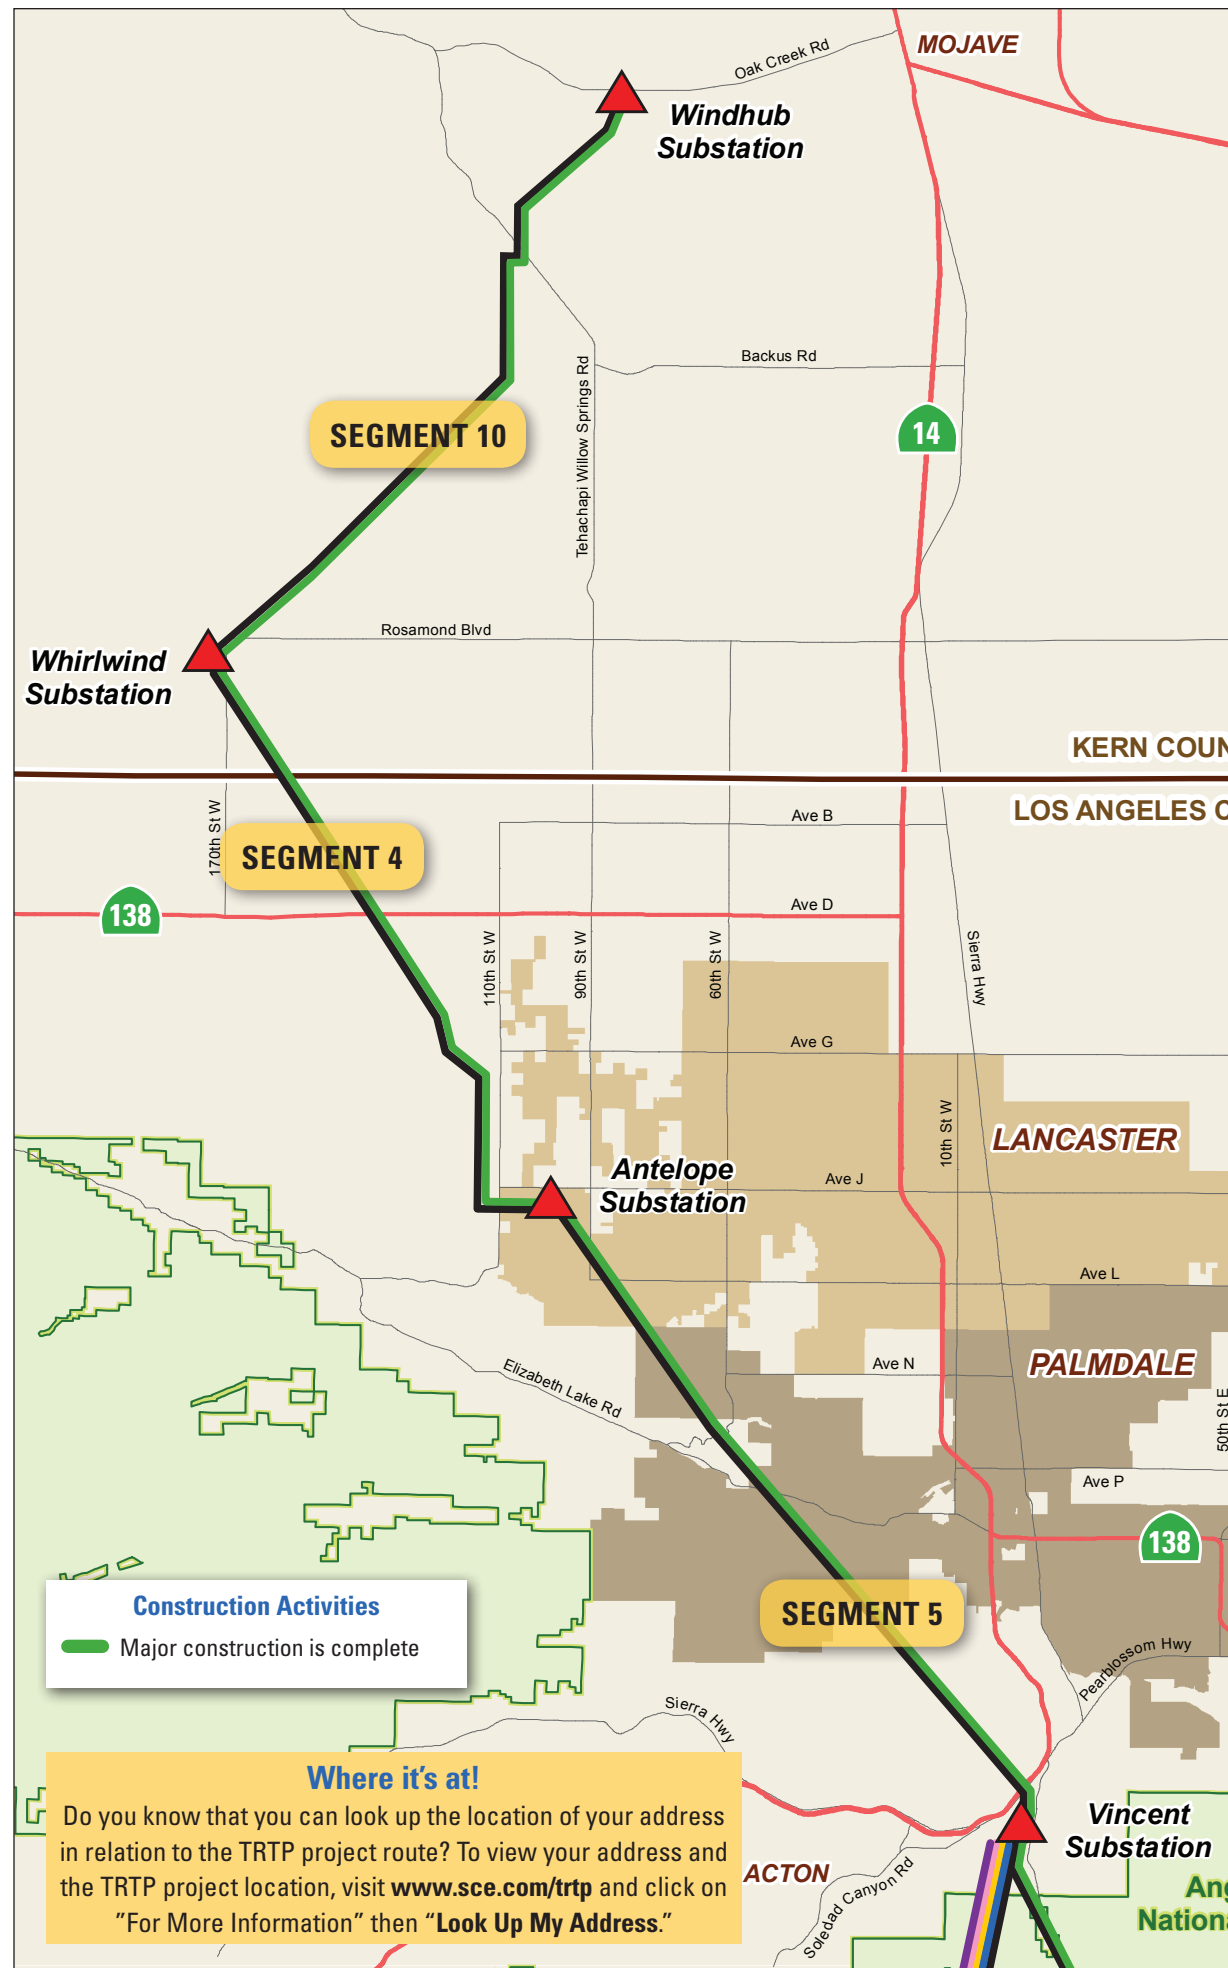 MOJAVE
Oak Creek Rd
Windhub
Substation
Backus Rd
Tehachapi Willow Springs Rd
14
SEGMENT 10
Rosamond Blvd
Whirlwind
Substation
KERN COUN
LOS ANGELES C
170th St W
Ave B
SEGMENT 4
138
Ave D
110th St W
90th St W
60th St W
Sierra Hwy
Ave G
10th St W
LANCASTER
Antelope
Substation
Ave J
Ave L
Elizabeth Lake Rd
Ave N
PALMDALE
50th St E
Ave P
138
Construction Activities
Major construction is complete
SEGMENT 5
Pearblossom Hwy
Sierra Hwy
Where it's at!
Do you know that you can look up the location of your address
in relation to the TRTP project route? To view your address and
the TRTP project location, visit www.sce.com/trtp and click on
"For More Information" then "Look Up My Address."
Vincent
Substation
ACTON
Soledad Canyon Rd
Ang
Nationa